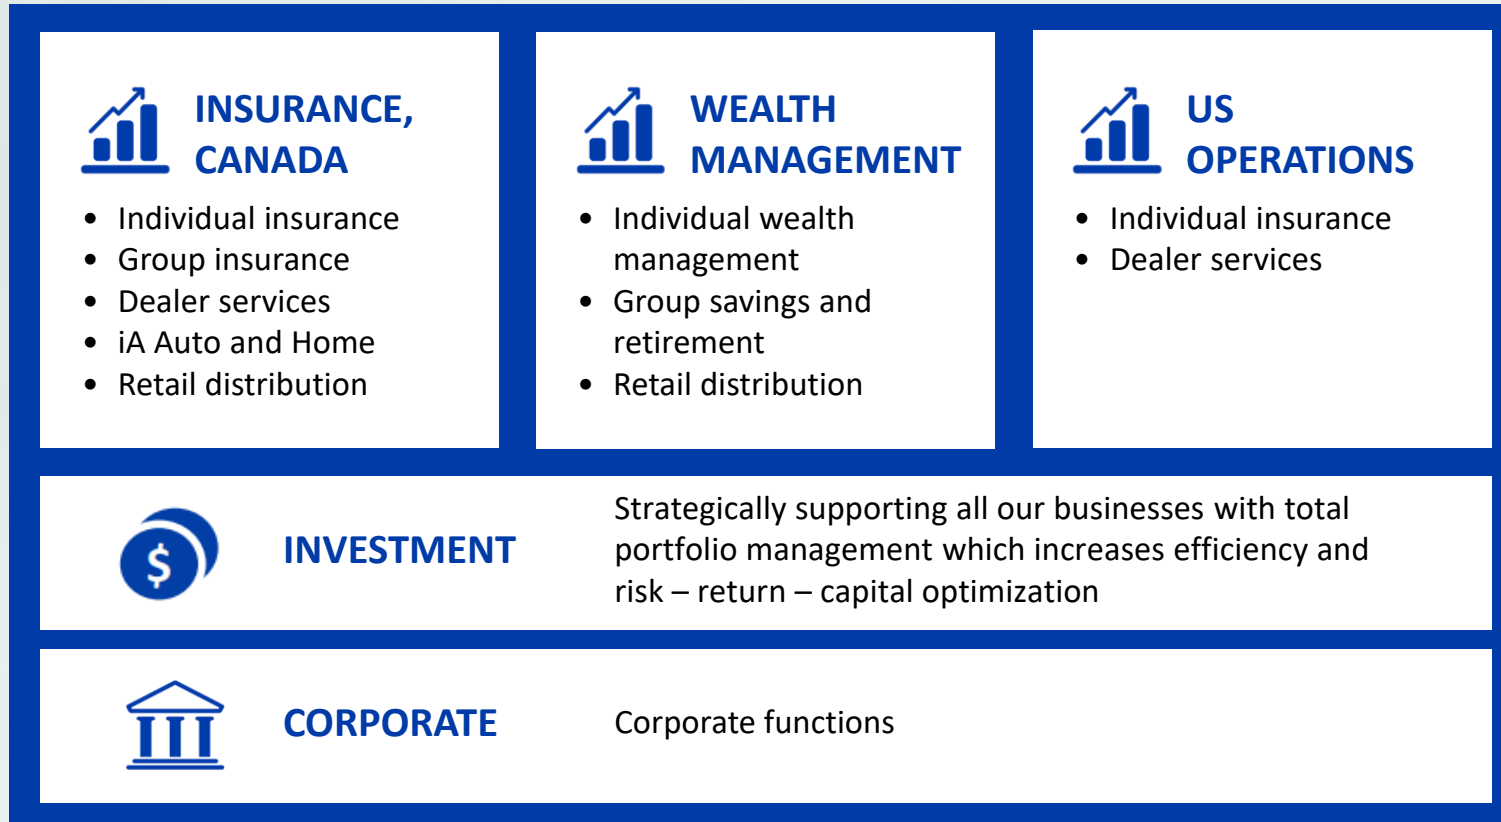 INSURANCE,
CANADA
• Individual insurance
• Group insurance
• Dealer services
• iA Auto and Home
• Retail distribution
WEALTH
MANAGEMENT
• Individual wealth
management
• Group savings and
retirement
• Retail distribution
US
OPERATIONS
• Individual insurance
• Dealer services
$
INVESTMENT
Strategically supporting all our businesses with total
portfolio management which increases efficiency and
risk – return – capital optimization
CORPORATE
Corporate functions